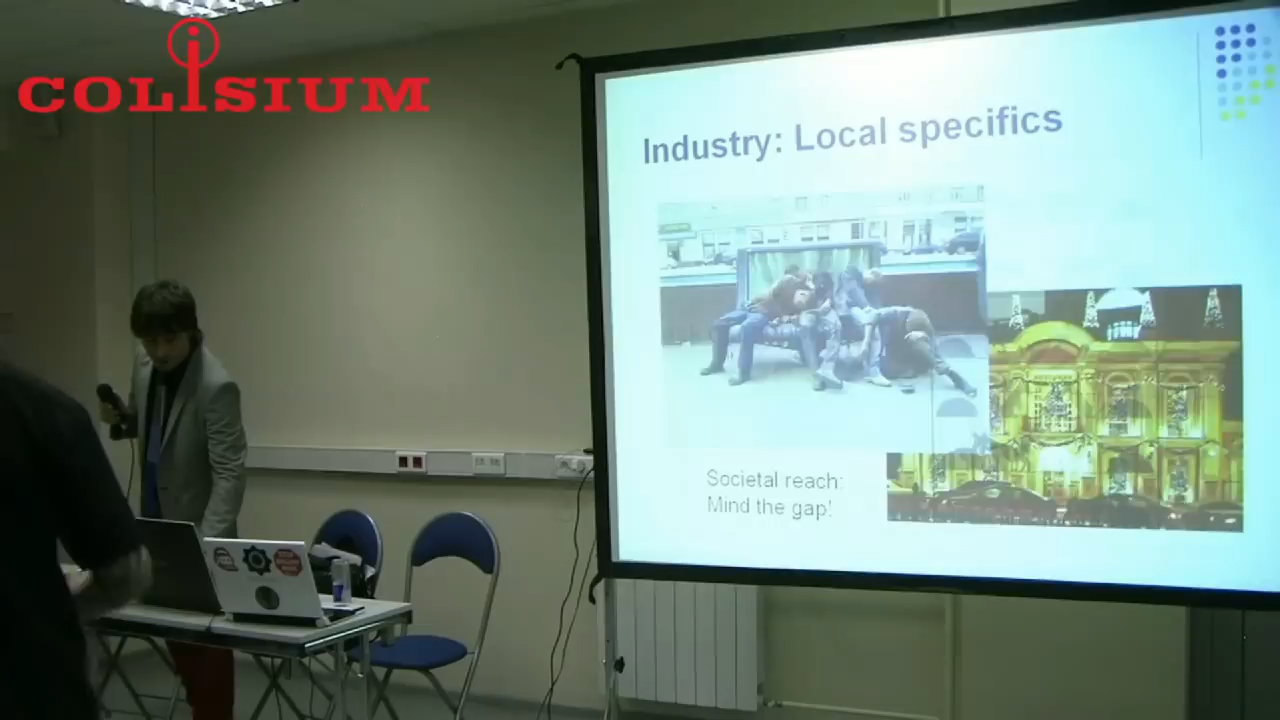 COLiSIUM
Industry: Local specifics
Societal reach:
Mind the gap!